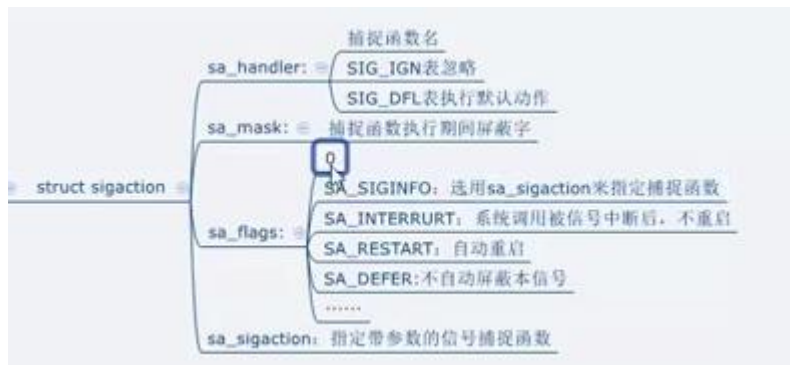 捕捉函数名
sa_handler: SIG_IGN表忽略
SIG_DFL表执行默认动作
sa_mask: 捕捉函数执行期间屏蔽字
0
struct sigaction
SA_SIGINFO：选用sa_sigaction来指定捕捉函数
SA_INTERRURT：系统调用被信号中断后，不重启
sa_flags:
SA_RESTART：自动重启
SA_DEFER:不自动屏蔽本信号
......
sa_sigaction：指定带参数的信号捕捉函数